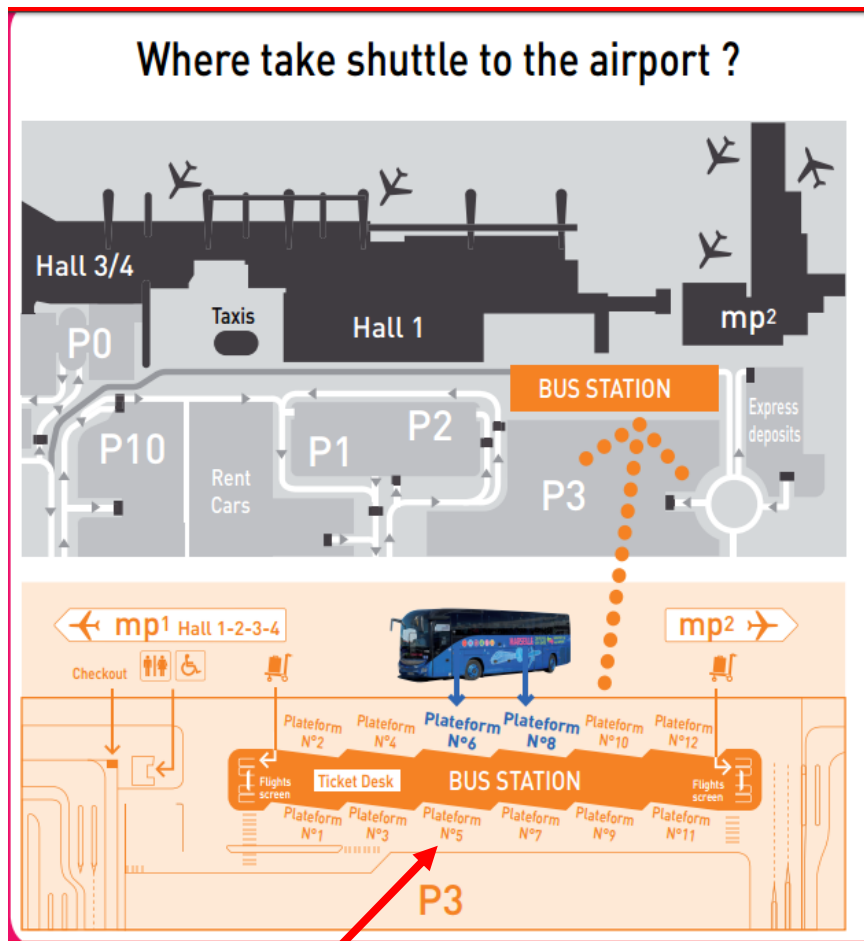 Where take shuttle to the airport ?
Hall 3/4
Taxis
Hall 1
mp²
P0
BUS STATION
P10
Rent
Cars
P1
P2
P3
Express
deposits
mp¹ Hall 1-2-3-4
mp²
Checkout
Plateform
N°2
Plateform
N°4
Plateform
N°6
Plateform
N°8
Plateform
N°10
Plateform
N°12
Flights
screen
Ticket Desk
BUS STATION
Flights
screen
Plateform
N°1
Plateform
N°3
Plateform
N°5
Plateform
N°7
Plateform
N°9
Plateform
N°11
P3